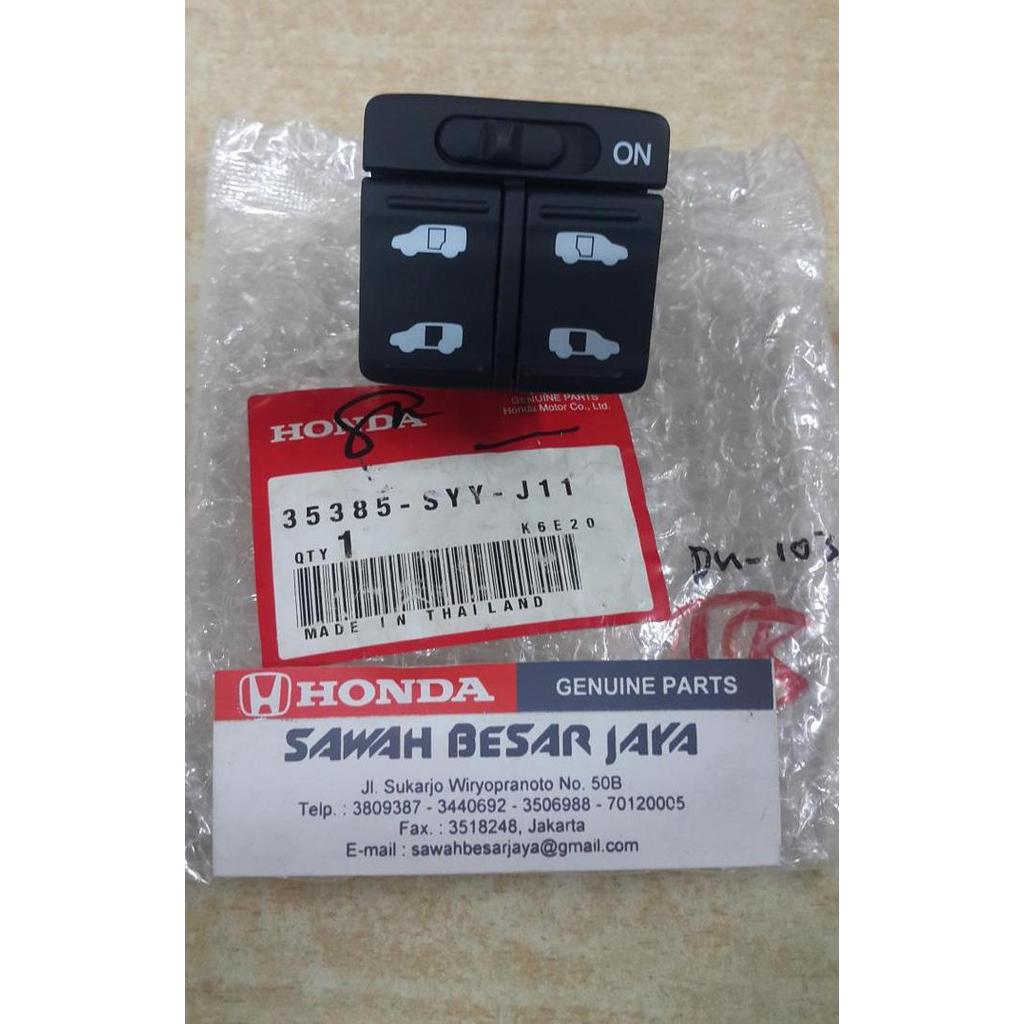 ON
GENUINE PARTS
Honda Motor Co., Ltd.
HONDA
35385-SYY-J11
QTY 1
K6E20
MADE IN THAILAND
HONDA GENUINE PARTS
SAWAH BESAR JAYA
Jl. Sukarjo Wiryopranoto No. 50B
Telp. : 3809387 - 3440692 - 3506988 - 70120005
Fax. : 3518248, Jakarta
E-mail : sawahbesarjaya@gmail.com